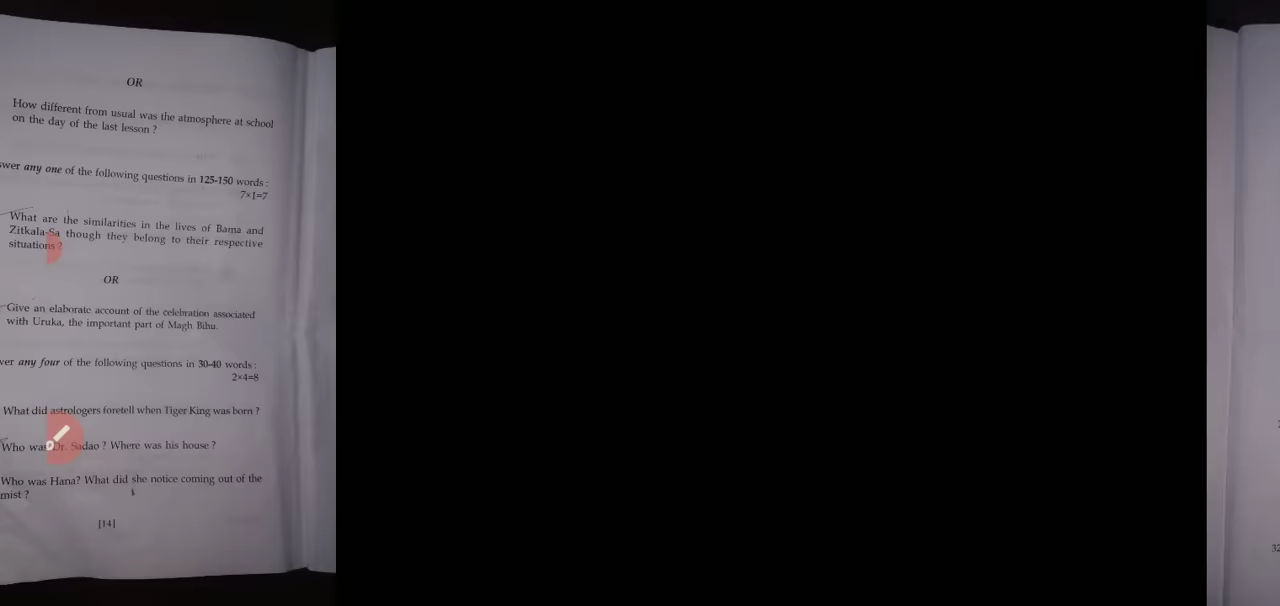 OR
How different from usual was the atmosphere at school
on the day of the last lesson ?
swer any one of the following questions in 125-150 words :
7×1=7
What are the similarities in the lives of Bama and
Zitkala-Sa though they belong to their respective
situations ?
OR
Give an elaborate account of the celebration associated
with Uruka, the important part of Magh Bihu.
ver any four of the following questions in 30-40 words :
2×4=8
What did astrologers foretell when Tiger King was born ?
Who was Dr. Sadao ? Where was his house ?
Who was Hana? What did she notice coming out of the
mist ?
[14]
32